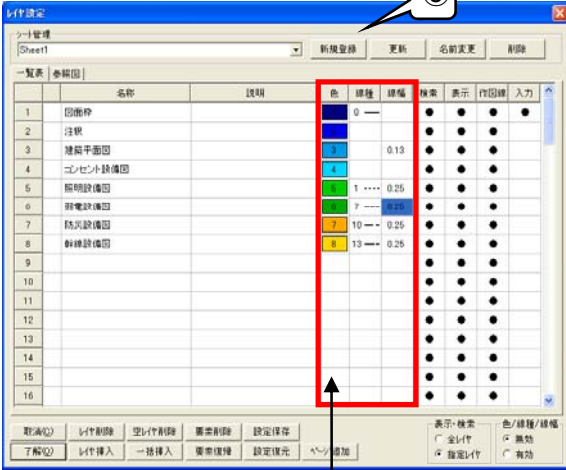 レイヤ設定
シート管理
Sheet1 新規登録 更新 名前変更 削除
一覧表 参照図
名称 説明 色 線種 線幅 検索 表示 作図線 入力
1 図面枠 0 ● ● ● ●
2 注釈 ● ● ●
3 建築平面図 3 0.13 ● ● ●
4 コンセント設備図 4 ● ● ●
5 照明設備図 5 1 0.25 ● ● ●
6 弱電設備図 6 7 0.25 ● ● ●
7 防災設備図 7 10 0.25 ● ● ●
8 幹線設備図 8 13 0.25 ● ● ●
9 ● ● ●
10 ● ● ●
11 ● ● ●
12 ● ● ●
13 ● ● ●
14 ● ● ●
15 ● ● ●
16 ● ● ●
取消(C) レイヤ削除 空レイヤ削除 要素削除 設定保存
了解(O) レイヤ挿入 一括挿入 要素復帰 設定復元 ページ追加
表示・検索
全レイヤ
指定レイヤ
色/線種/線幅
無効
有効